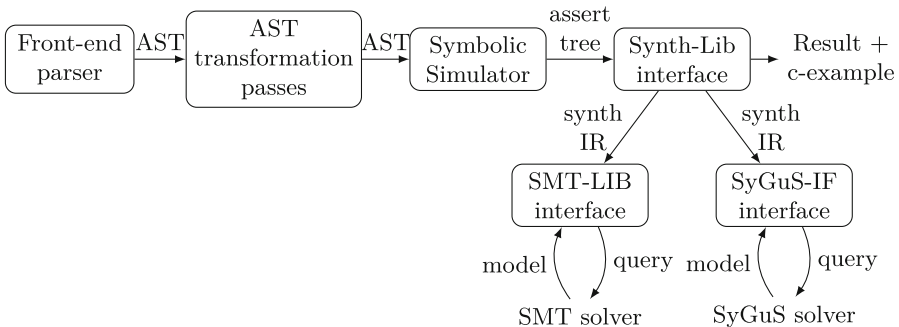 Front-end
parser
AST
AST
transformation
passes
AST
Symbolic
Simulator
assert
tree
Synth-Lib
interface
Result +
c-example
synth
IR
synth
IR
SMT-LIB
interface
SyGuS-IF
interface
model
query
model
query
SMT solver
SyGuS solver